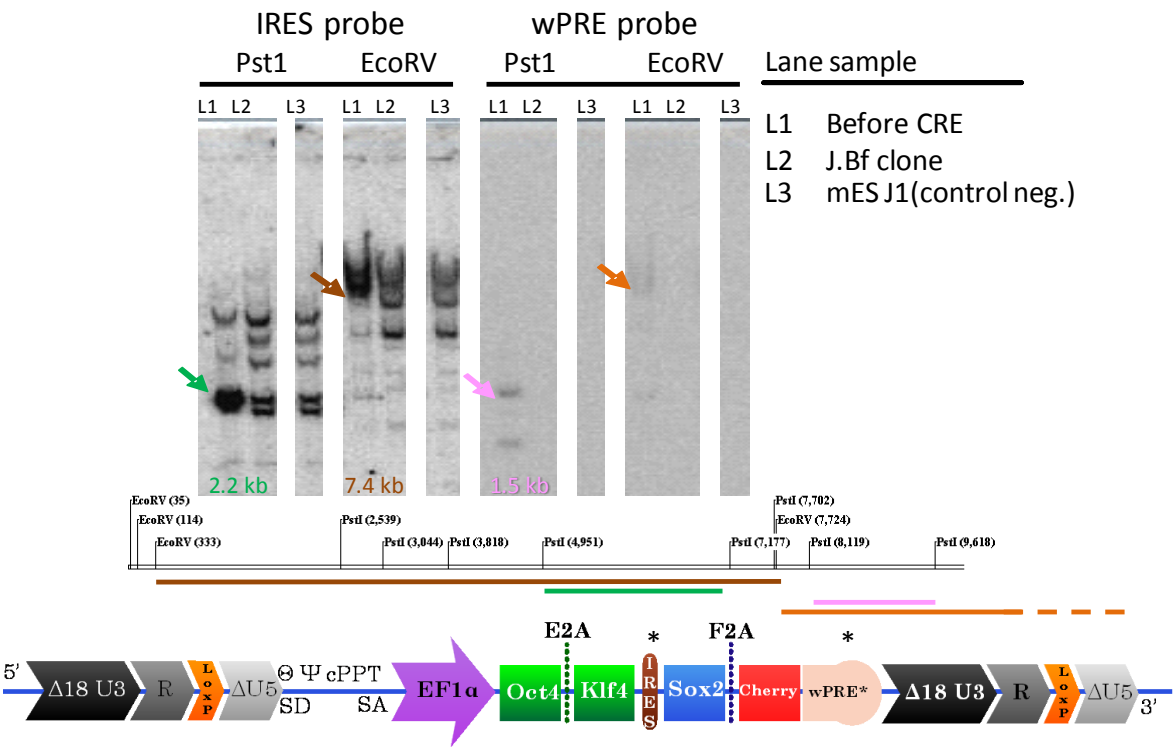 IRES probe wPRE probe
Pst1 EcoRV Pst1 EcoRV Lane sample
L1 L2 L3 L1 L2 L3 L1 L2 L3 L1 L2 L3
L1 Before CRE
L2 J.Bf clone
L3 mES J1(control neg.)
2.2 kb 7.4 kb 1.5 kb
EcoRV (35) PstI (7,702)
EcoRV (114) PstI (2,539) EcoRV (7,724)
EcoRV (333) PstI (3,044) PstI (3,818) PstI (4,951) PstI (7,177) PstI (8,119) PstI (9,618)
E2A * F2A *
5' Δ18 U3 R LoxP ΔU5 Θ Ψ cPPT EF1α Oct4 Klf4 IRES Sox2 Cherry wPRE* Δ18 U3 R LoxP ΔU5 3'
SD SA